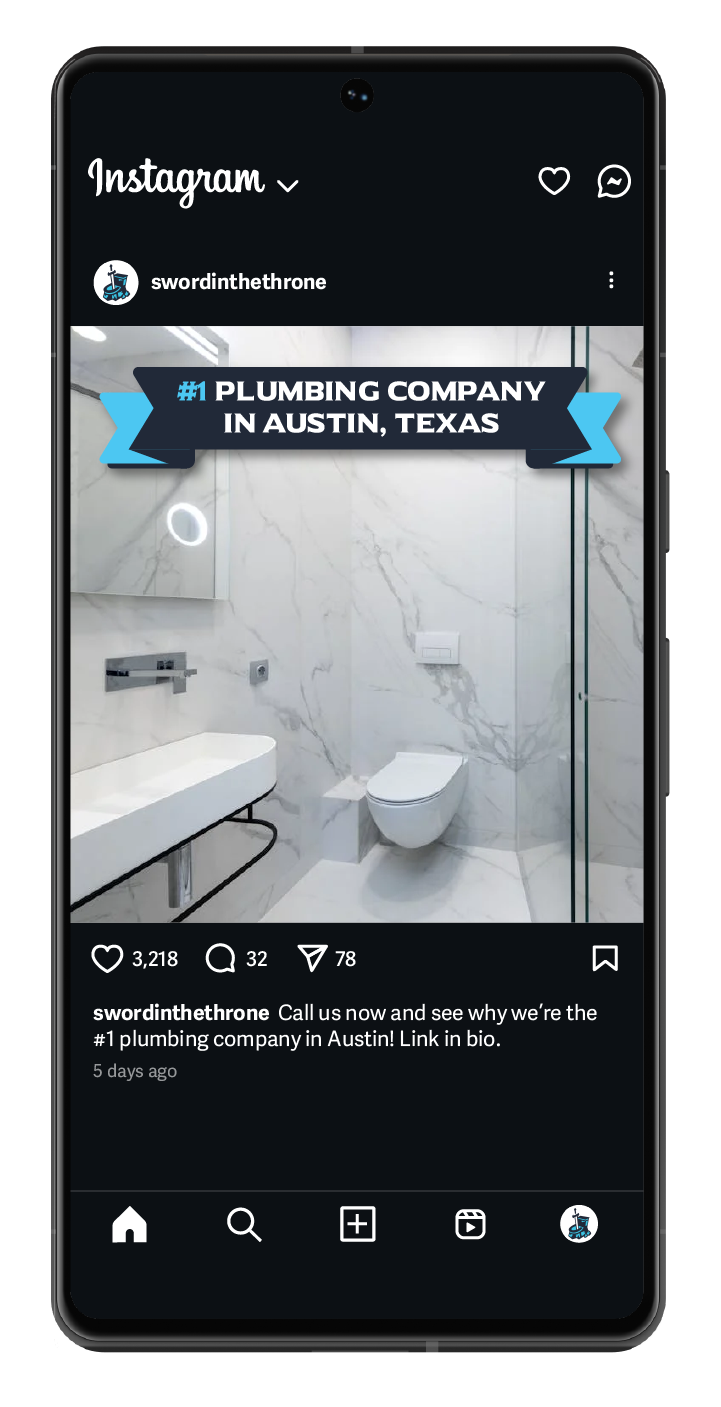 Instagram
swordinthethrone
#1 PLUMBING COMPANY
IN AUSTIN, TEXAS
3,218 32 78
swordinthethrone Call us now and see why we’re the
#1 plumbing company in Austin! Link in bio.
5 days ago